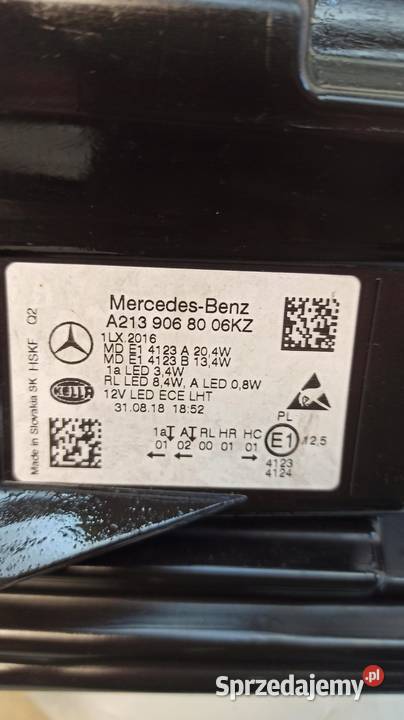 Mercedes-Benz
A213 906 80 06KZ
1LX.2016
MD E1 4123 A 20,4W
MD E1 4123 B 13,4W
1a LED 3,4W
RL LED 8,4W, A LED 0,8W
12V LED ECE LHT
31.08.18 18:52
Made in Slovakia SK HSKF Q2
HELLA
PL
1a A RL HR HC
01 02 00 01 01
E1
12,5
4123
4124
Sprzedajemy.pl